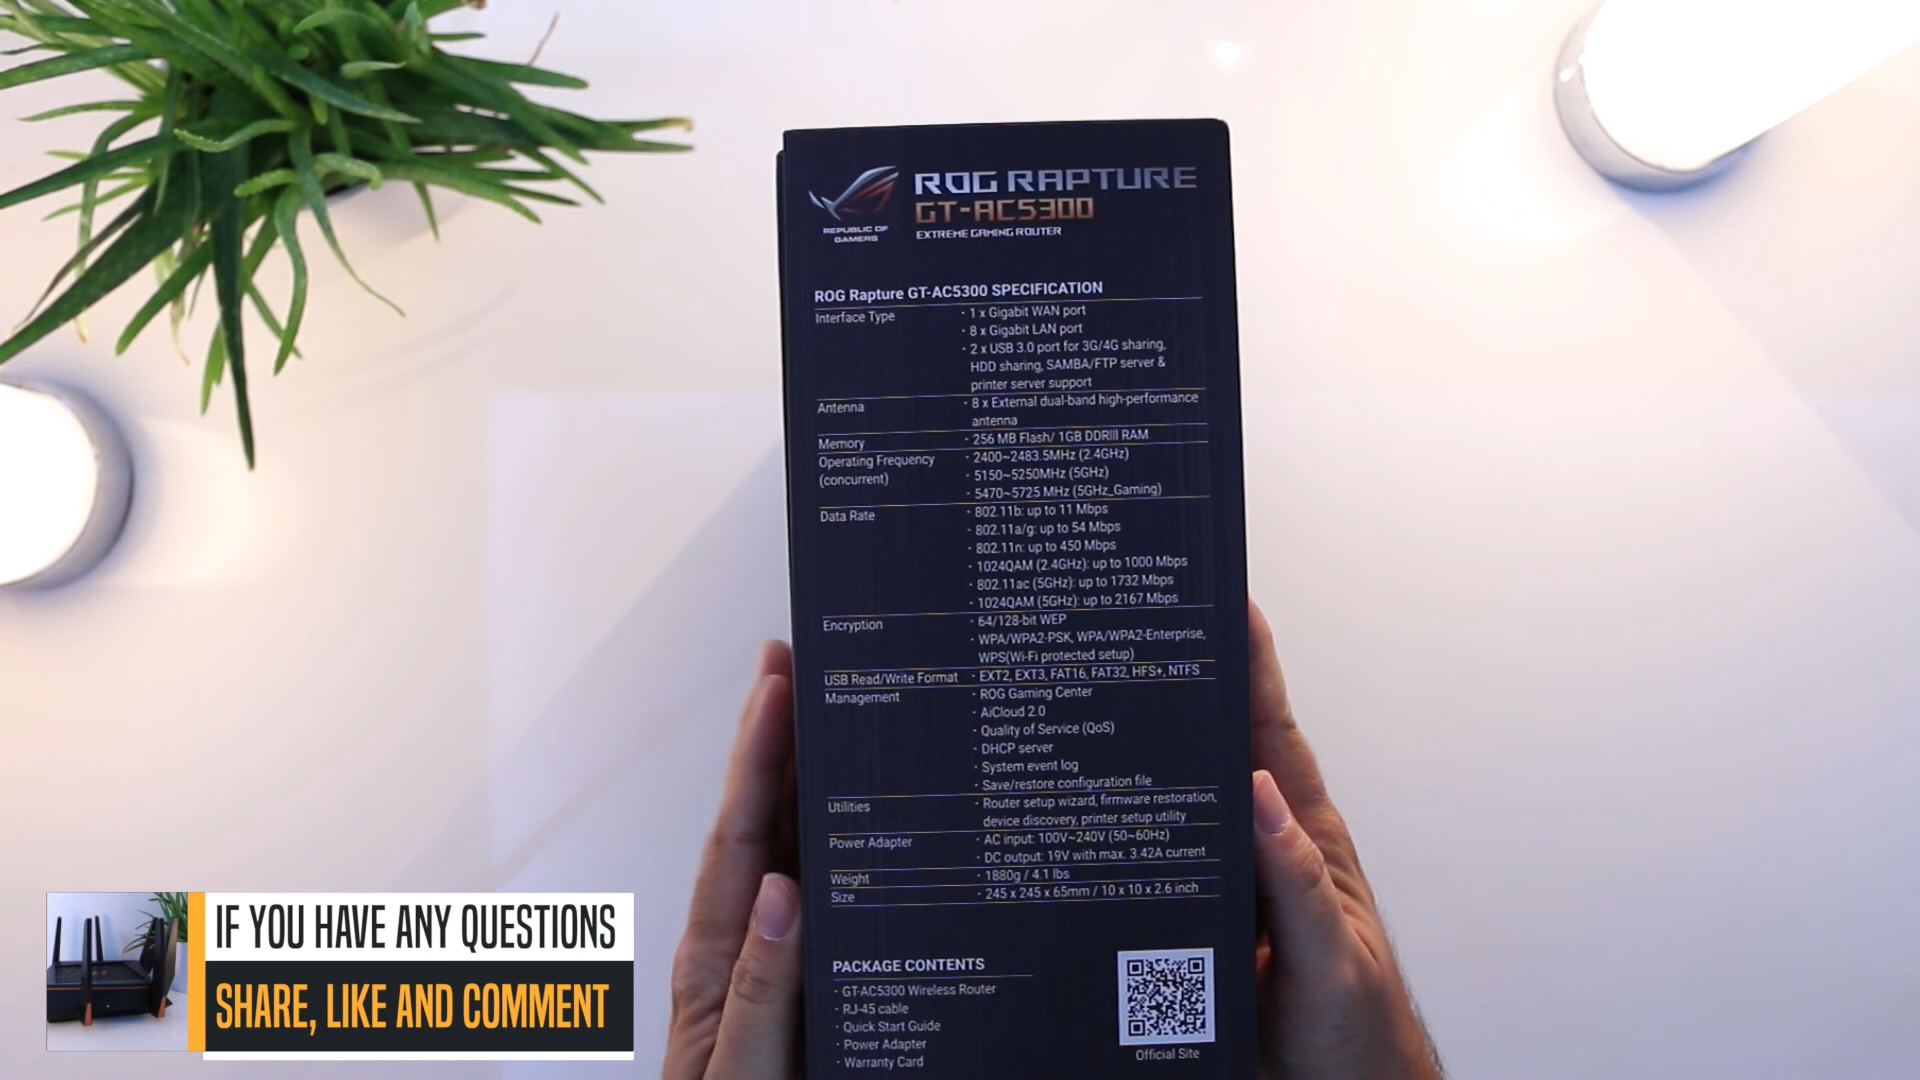 REPUBLIC OF
GAMERS
ROG RAPTURE
GT-AC5300
EXTREME GAMING ROUTER
ROG Rapture GT-AC5300 SPECIFICATION
Interface Type
· 1 x Gigabit WAN port
· 8 x Gigabit LAN port
· 2 x USB 3.0 port for 3G/4G sharing,
HDD sharing, SAMBA/FTP server &
printer server support
Antenna
· 8 x External dual-band high-performance
antenna
Memory
· 256 MB Flash/ 1GB DDRIII RAM
Operating Frequency
(concurrent)
· 2400~2483.5MHz (2.4GHz)
· 5150~5250MHz (5GHz)
· 5470~5725 MHz (5GHz_Gaming)
Data Rate
· 802.11b: up to 11 Mbps
· 802.11a/g: up to 54 Mbps
· 802.11n: up to 450 Mbps
· 1024QAM (2.4GHz): up to 1000 Mbps
· 802.11ac (5GHz): up to 1732 Mbps
· 1024QAM (5GHz): up to 2167 Mbps
Encryption
· 64/128-bit WEP
· WPA/WPA2-PSK, WPA/WPA2-Enterprise,
WPS(Wi-Fi protected setup)
USB Read/Write Format
· EXT2, EXT3, FAT16, FAT32, HFS+, NTFS
Management
· ROG Gaming Center
· AiCloud 2.0
· Quality of Service (QoS)
· DHCP server
· System event log
· Save/restore configuration file
Utilities
· Router setup wizard, firmware restoration,
device discovery, printer setup utility
Power Adapter
· AC input: 100V~240V (50~60Hz)
· DC output: 19V with max. 3.42A current
Weight
· 1880g / 4.1 lbs
Size
· 245 x 245 x 65mm / 10 x 10 x 2.6 inch
PACKAGE CONTENTS
· GT-AC5300 Wireless Router
· RJ-45 cable
· Quick Start Guide
· Power Adapter
· Warranty Card
Official Site
IF YOU HAVE ANY QUESTIONS
SHARE, LIKE AND COMMENT